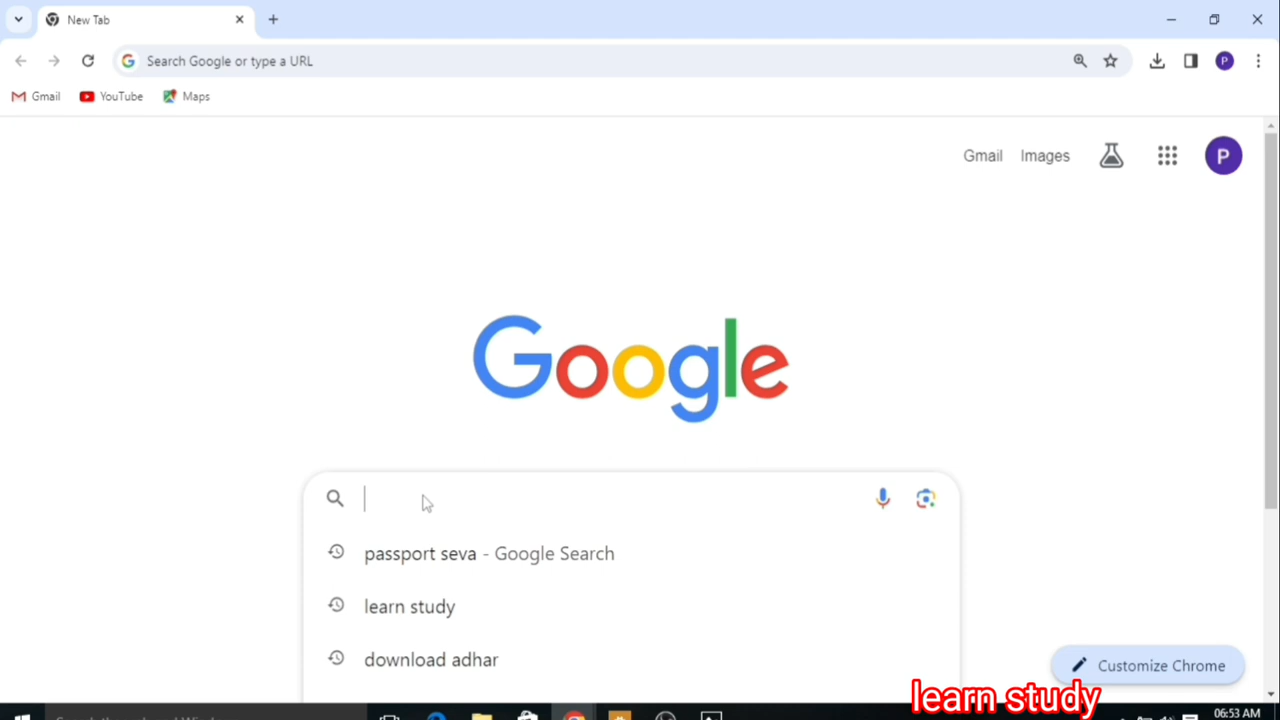 New Tab
Search Google or type a URL
P
Gmail
YouTube
Maps
Gmail
Images
P
Google
passport seva - Google Search
learn study
download adhar
Customize Chrome
learn study
06:53 AM